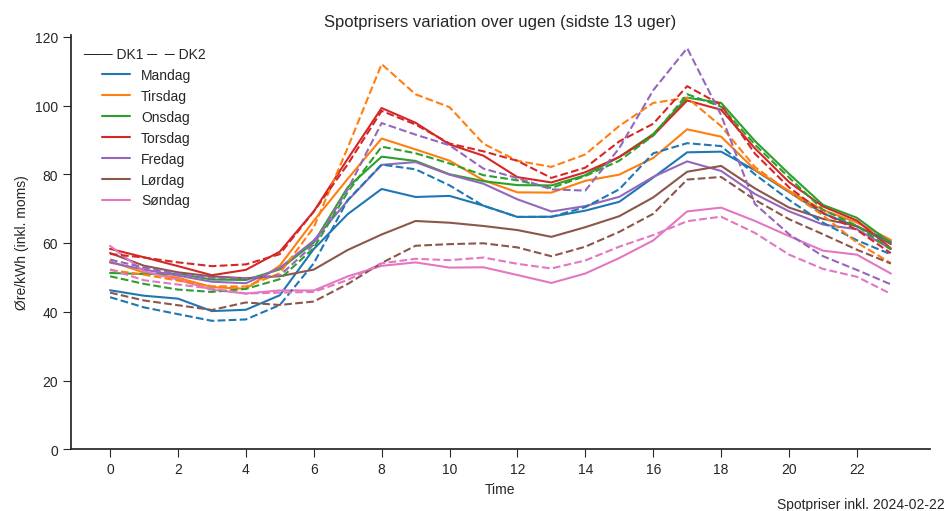 Spotprisers variation over ugen (sidste 13 uger)
120
100
80
60
40
20
0
Øre/kWh (inkl. moms)
DK1 DK2
Mandag
Tirsdag
Onsdag
Torsdag
Fredag
Lørdag
Søndag
0 2 4 6 8 10 12 14 16 18 20 22
Time
Spotpriser inkl. 2024-02-22